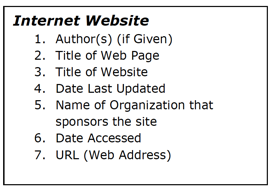 Internet Website
1. Author(s) (if Given)
2. Title of Web Page
3. Title of Website
4. Date Last Updated
5. Name of Organization that
sponsors the site
6. Date Accessed
7. URL (Web Address)